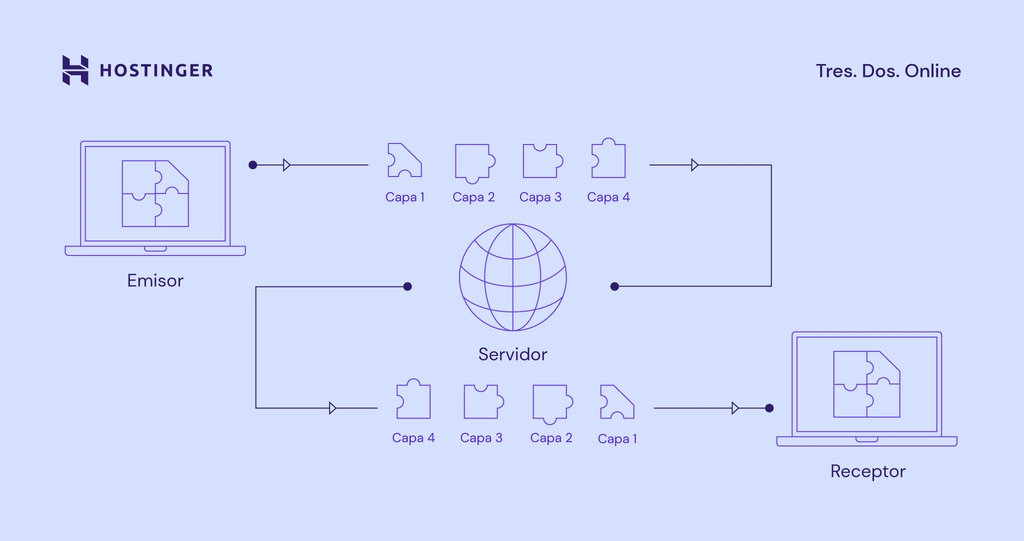 HOSTINGER
Tres. Dos. Online
Capa 1
Capa 2
Capa 3
Capa 4
Emisor
Servidor
Capa 4
Capa 3
Capa 2
Capa 1
Receptor